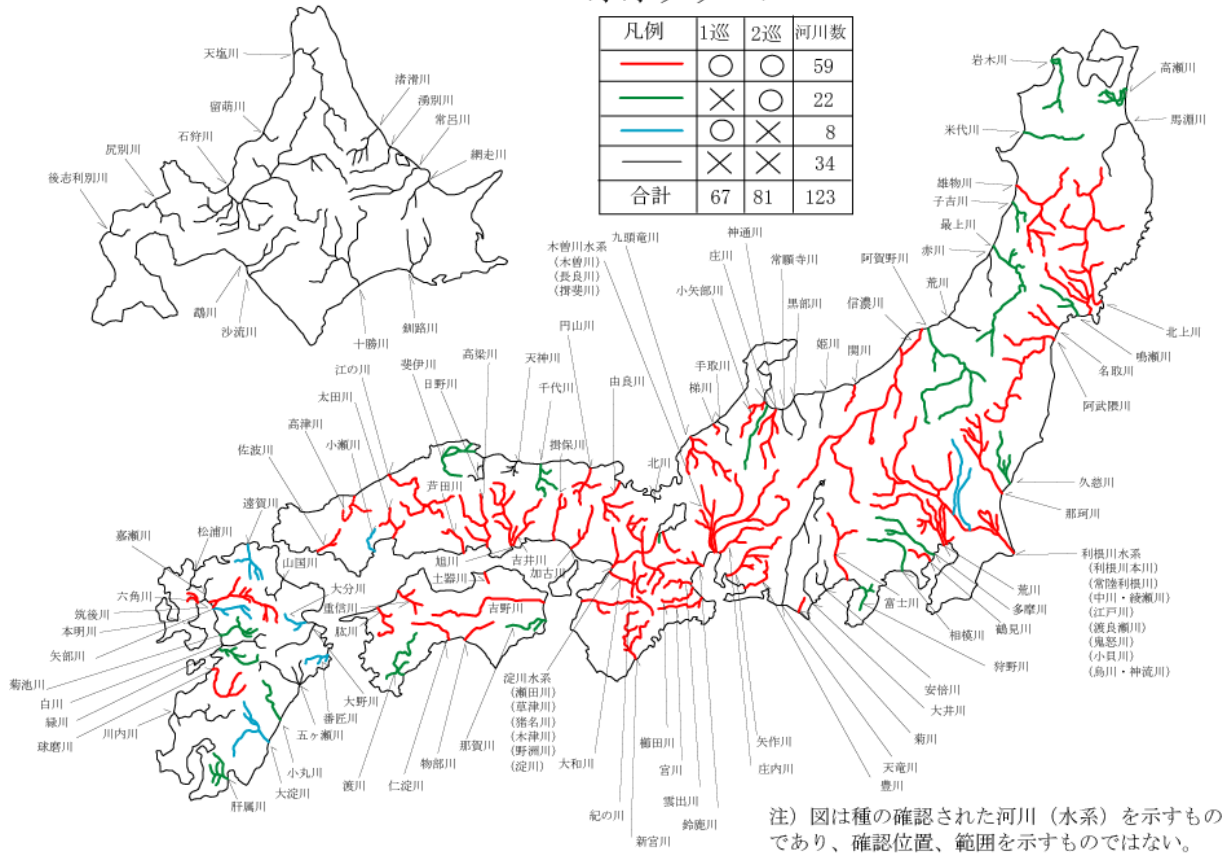 凡例 1巡 2巡 河川数
○ ○ 59
× ○ 22
○ × 8
× × 34
合計 67 81 123
天塩川
渚滑川
湧別川
常呂川
網走川
留萌川
石狩川
尻別川
後志利別川
鵡川
沙流川
十勝川
釧路川
岩木川
高瀬川
馬淵川
米代川
雄物川
子吉川
最上川
赤川
荒川
阿賀野川
信濃川
関川
姫川
黒部川
常願寺川
神通川
庄川
小矢部川
手取川
梯川
九頭竜川
木曽川水系
(木曽川)
(長良川)
(揖斐川)
北上川
鳴瀬川
名取川
阿武隈川
久慈川
那珂川
利根川水系
(利根川本川)
(常陸利根川)
(中川・綾瀬川)
(江戸川)
(渡良瀬川)
(鬼怒川)
(小貝川)
(烏川・神流川)
荒川
多摩川
鶴見川
相模川
富士川
狩野川
安倍川
大井川
菊川
天竜川
豊川
矢作川
庄内川
円山川
由良川
北川
天神川
千代川
揖保川
高梁川
日野川
斐伊川
江の川
太田川
小瀬川
高津川
佐波川
芦田川
旭川
吉井川
加古川
土器川
吉野川
重信川
肱川
渡川
仁淀川
物部川
那賀川
淀川水系
(瀬田川)
(草津川)
(猪名川)
(木津川)
(野洲川)
(淀川)
大和川
紀の川
新宮川
櫛田川
宮川
雲出川
鈴鹿川
遠賀川
松浦川
嘉瀬川
山国川
大分川
六角川
筑後川
本明川
矢部川
菊池川
白川
緑川
球磨川
川内川
大野川
番匠川
五ヶ瀬川
小丸川
大淀川
肝属川
注）図は種の確認された河川（水系）を示すもの
であり、確認位置、範囲を示すものではない。